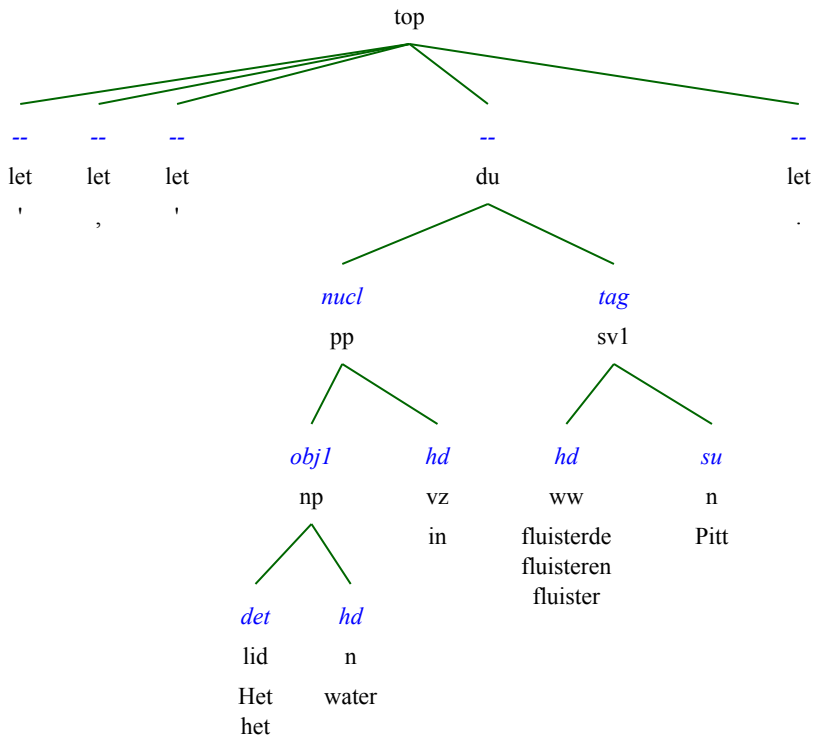 top
-- -- -- -- --
let let let du let
' , ' .
nucl tag
pp sv1
obj1 hd hd su
np vz ww n
in fluisterde Pitt
fluisteren
fluister
det hd
lid n
Het water
het